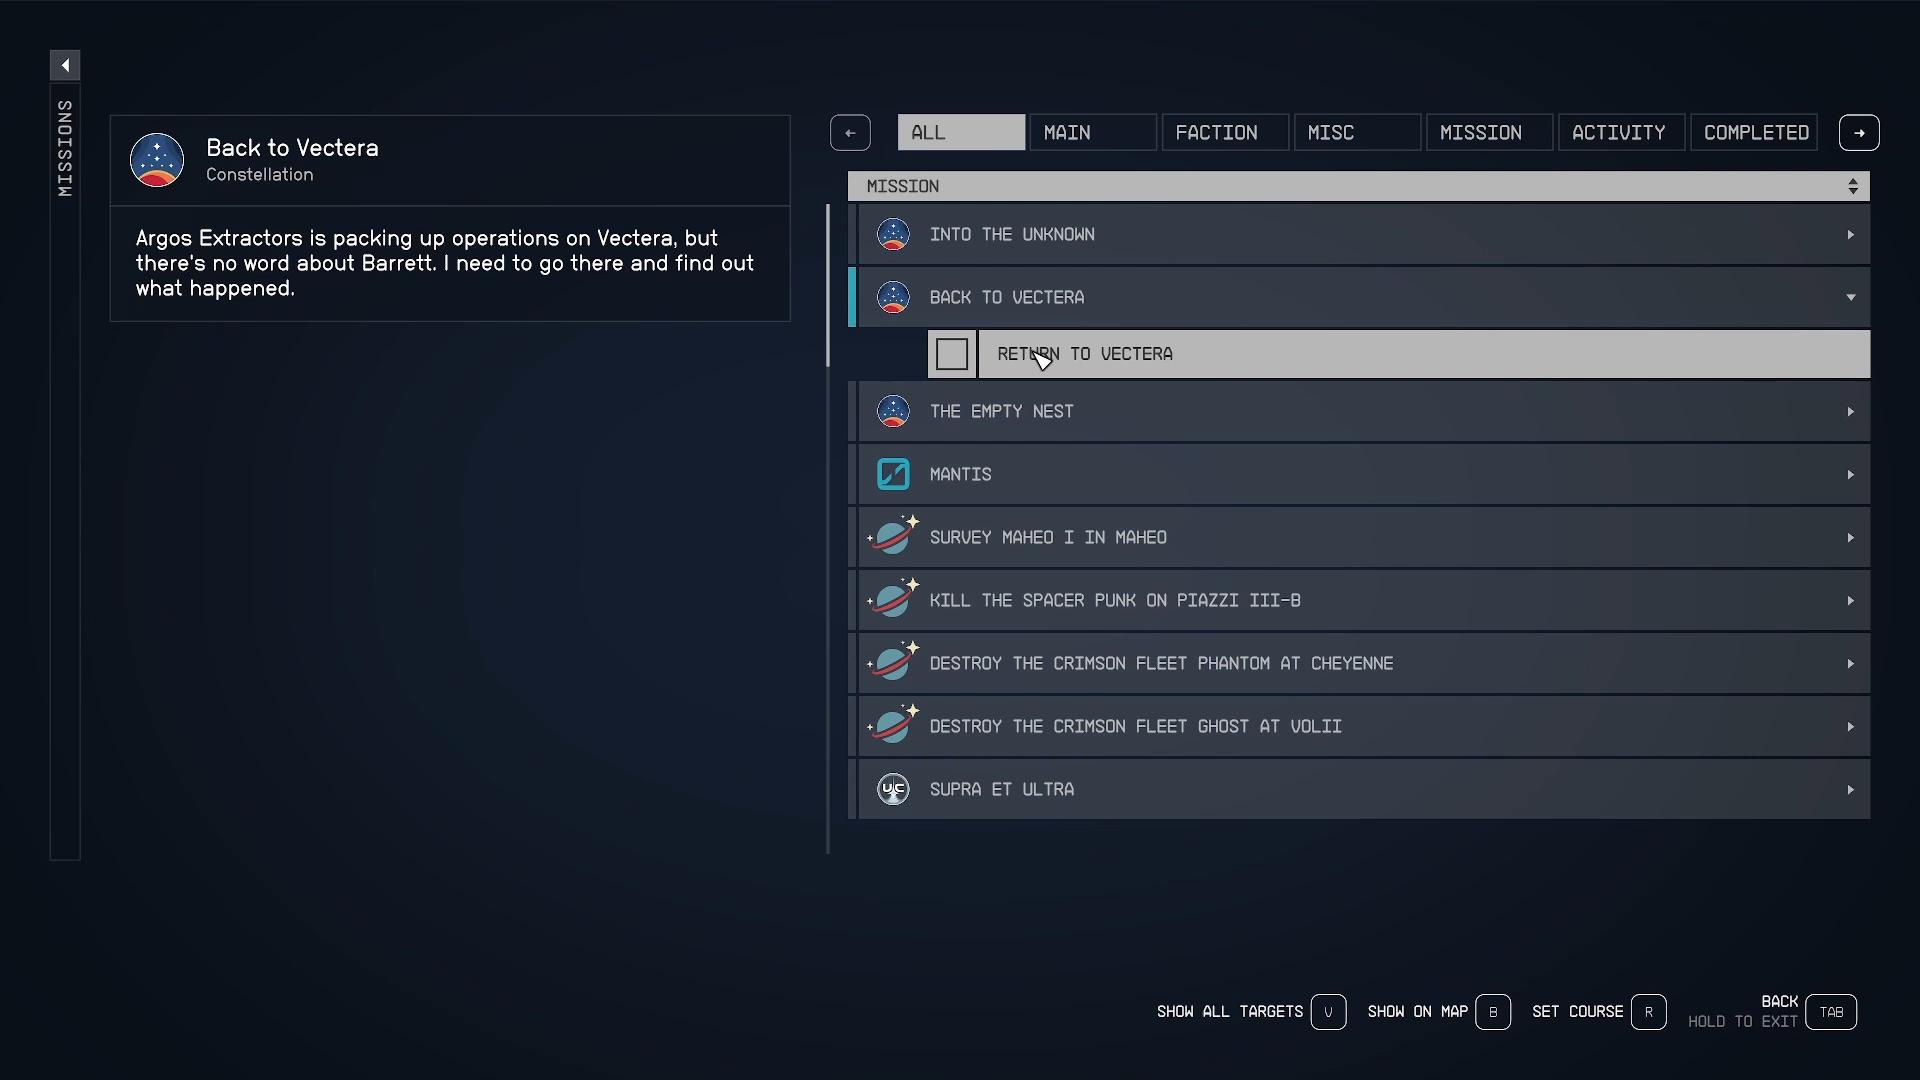 MISSIONS
Back to Vectera
Constellation
Argos Extractors is packing up operations on Vectera, but
there's no word about Barrett. I need to go there and find out
what happened.
ALL
MAIN
FACTION
MISC
MISSION
ACTIVITY
COMPLETED
MISSION
INTO THE UNKNOWN
BACK TO VECTERA
RETURN TO VECTERA
THE EMPTY NEST
MANTIS
SURVEY MAHEO I IN MAHEO
KILL THE SPACER PUNK ON PIAZZI III-B
DESTROY THE CRIMSON FLEET PHANTOM AT CHEYENNE
DESTROY THE CRIMSON FLEET GHOST AT VOLII
UC
SUPRA ET ULTRA
SHOW ALL TARGETS V
SHOW ON MAP B
SET COURSE R
BACK
HOLD TO EXIT
TAB